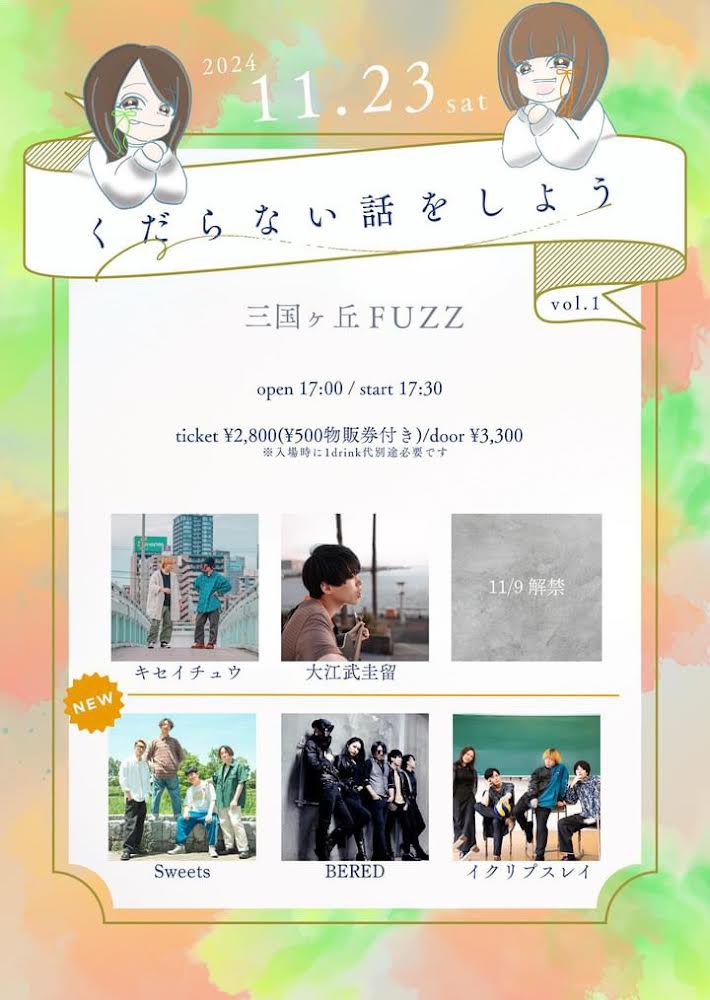 2024
11.23 sat
くだらない話をしよう
vol.1
三国ヶ丘FUZZ
open 17:00 / start 17:30
ticket ¥2,800(¥500物販券付き)/door ¥3,300
※入場時に1drink代別途必要です
11/9 解禁
キセイチュウ
大江武圭留
NEW
Sweets
BERED
イクリプスレイ